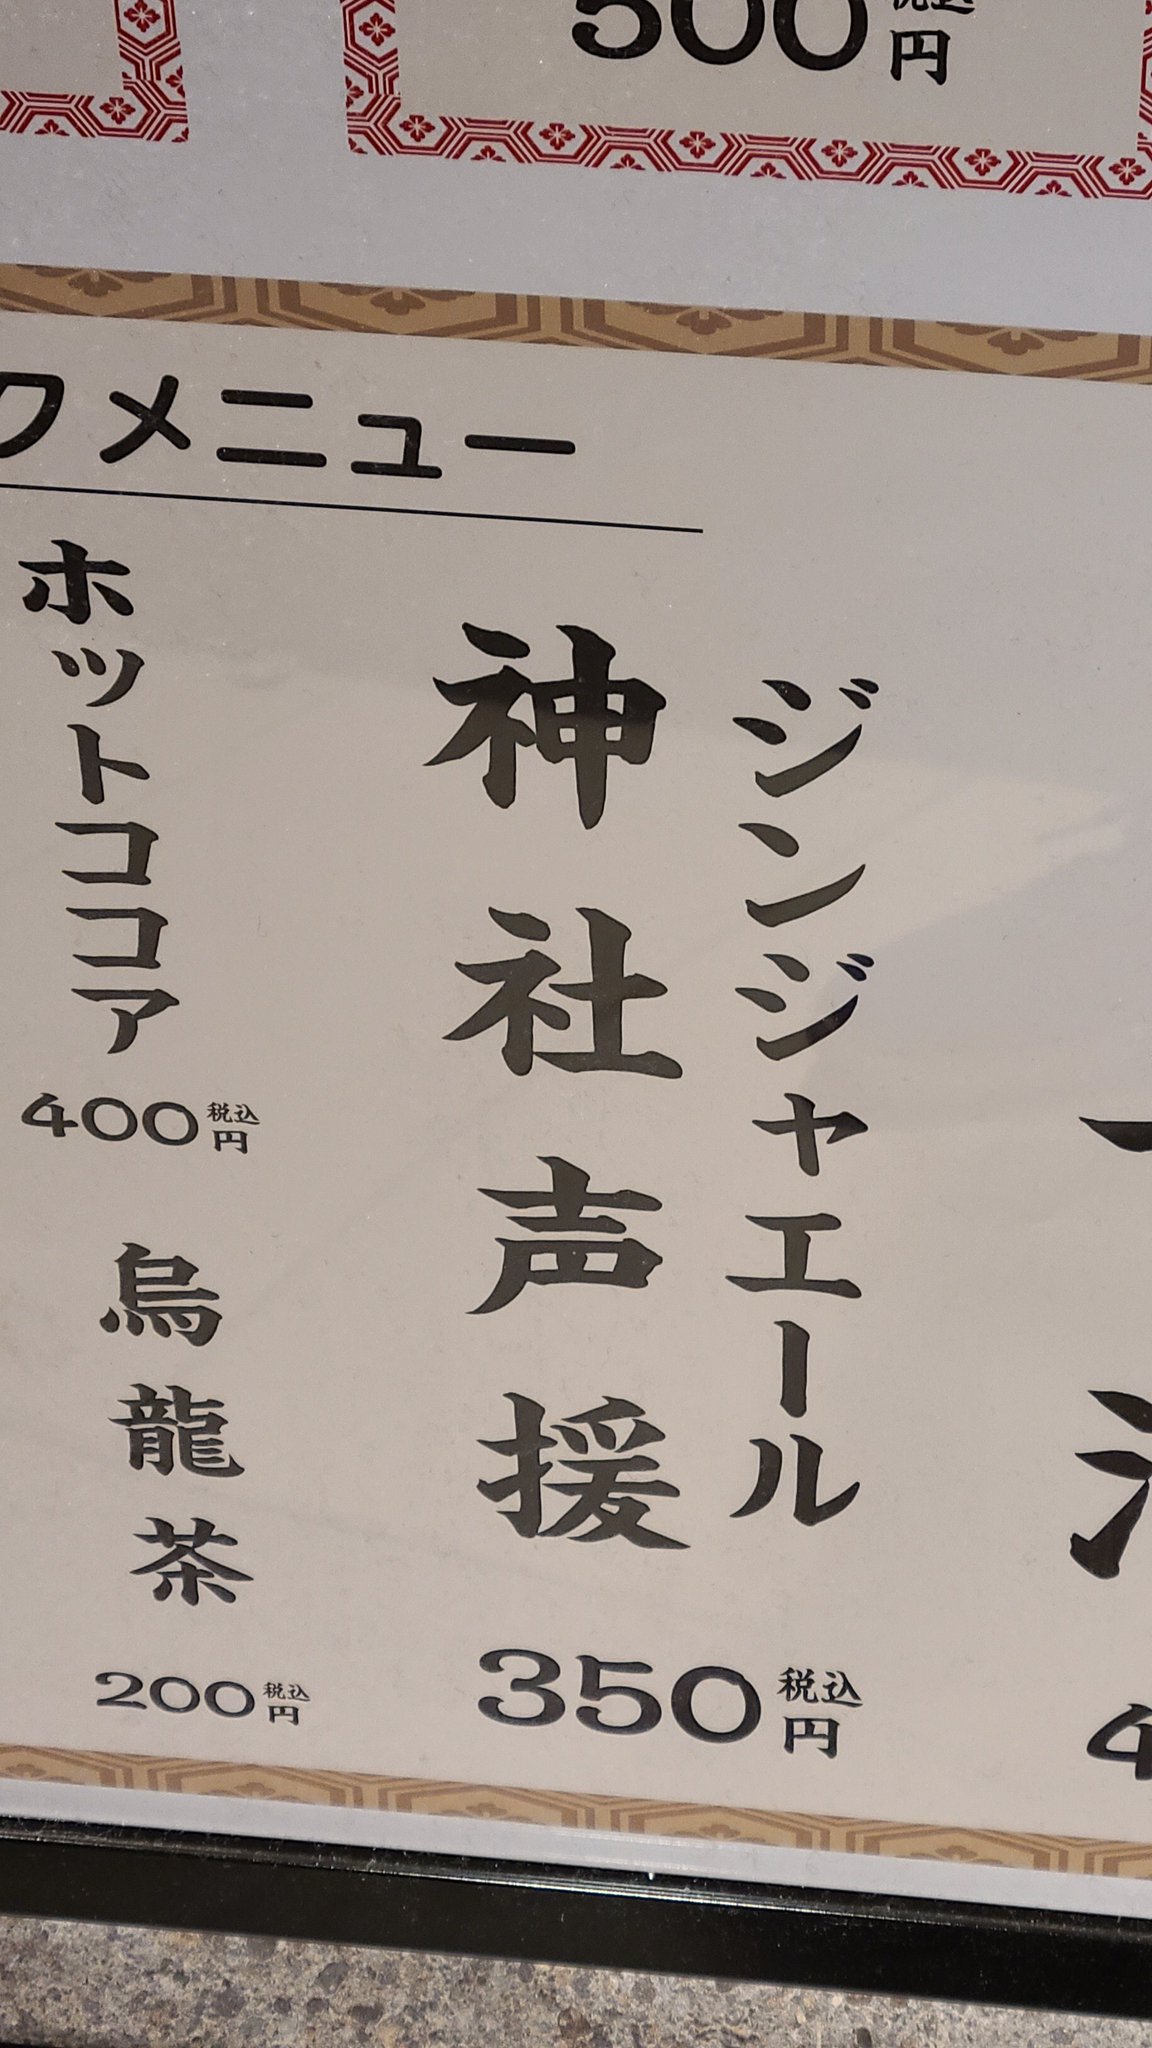 500税込円
クメニュー
ジンジャエール
神社声援
350税込円
ホットココア
400税込円
烏龍茶
200税込円